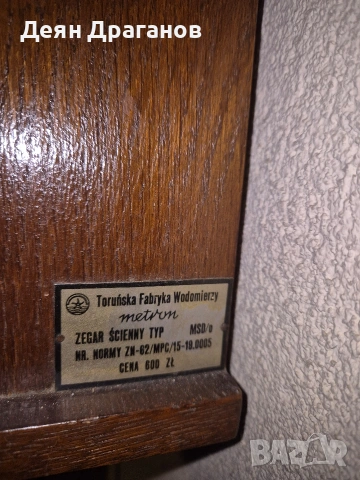 Деян Драганов
Toruńska Fabryka Wodomierzy
metron
ZEGAR ŚCIENNY TYP MSD/a
NR. NORMY ZN-62/MPC/15-19.0005
CENA 600 ZŁ
BAZAR